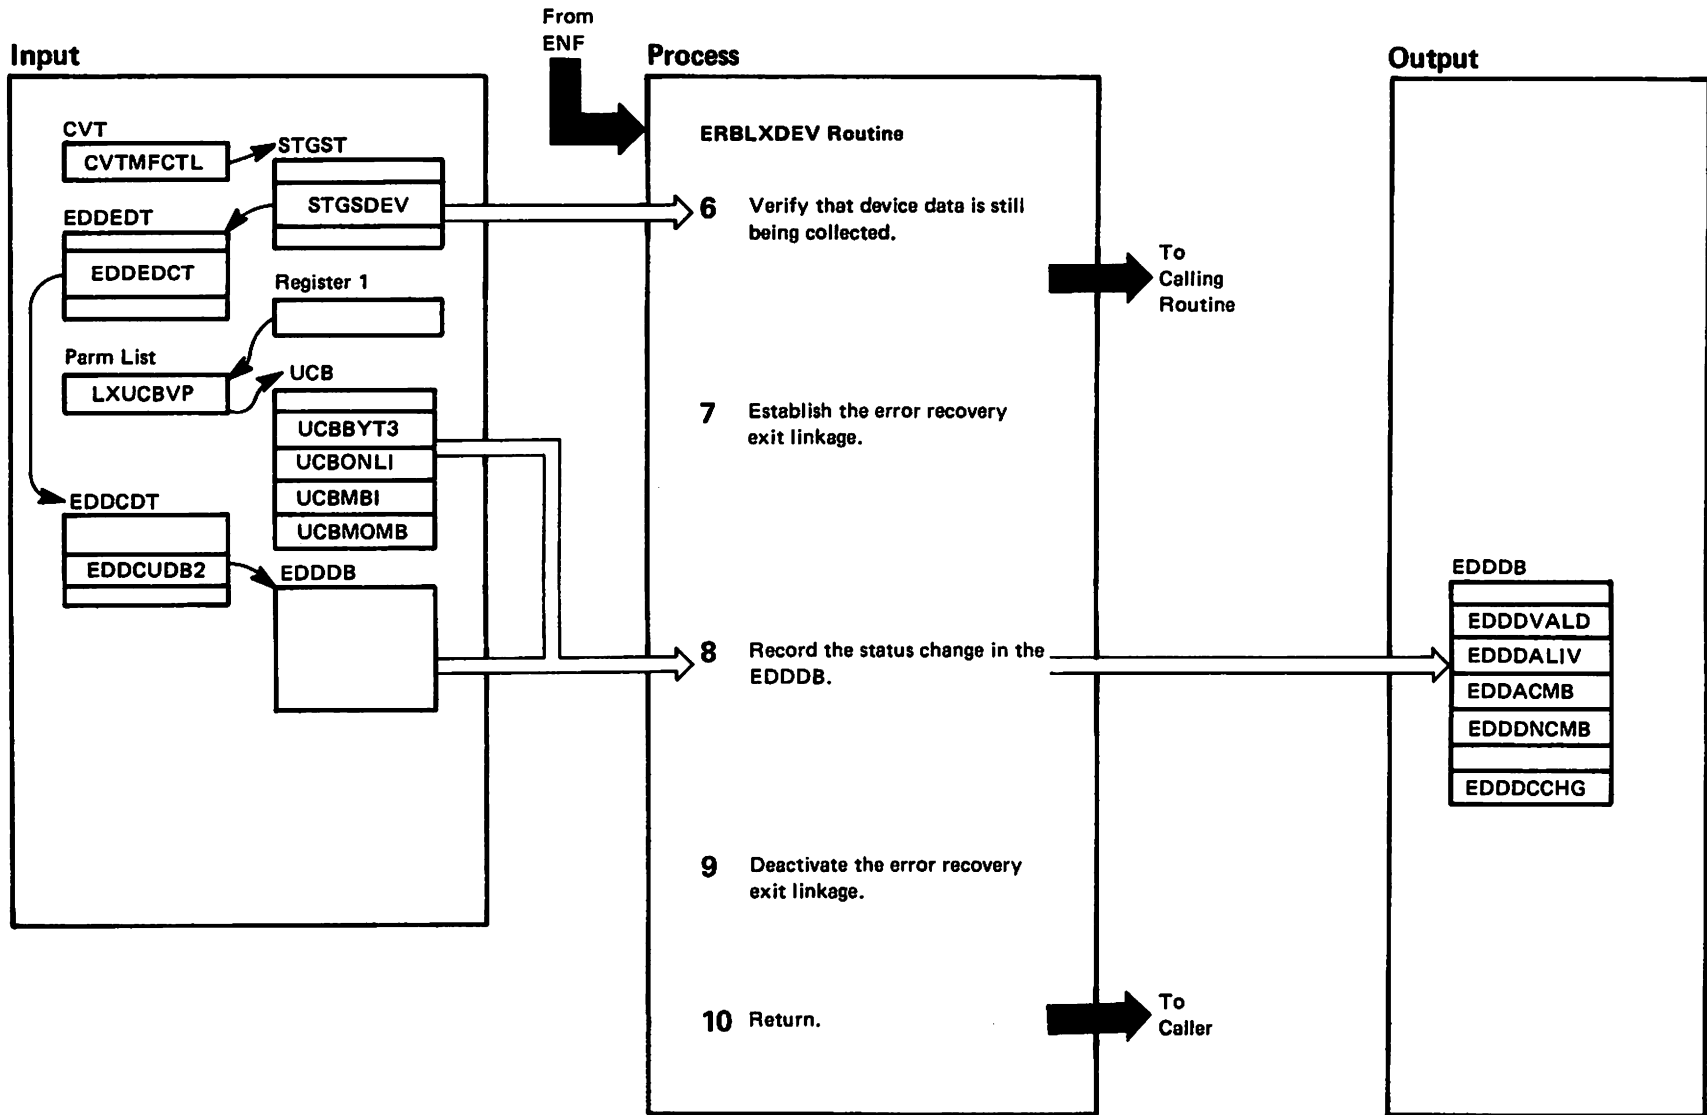 From
ENF
Input
Process
Output
CVT
CVTMFCTL
STGST
STGSDEV
EDDEDT
EDDEDCT
Register 1
Parm List
LXUCBVP
UCB
UCBBYT3
UCBONLI
UCBMBI
UCBMOMB
EDDCDT
EDDCUDB2
EDDDB
ERBLXDEV Routine
6 Verify that device data is still
being collected.
To
Calling
Routine
7 Establish the error recovery
exit linkage.
8 Record the status change in the
EDDDB.
9 Deactivate the error recovery
exit linkage.
10 Return.
To
Caller
EDDDB
EDDDVALD
EDDDALIV
EDDACMB
EDDDNCMB
EDDDCCHG